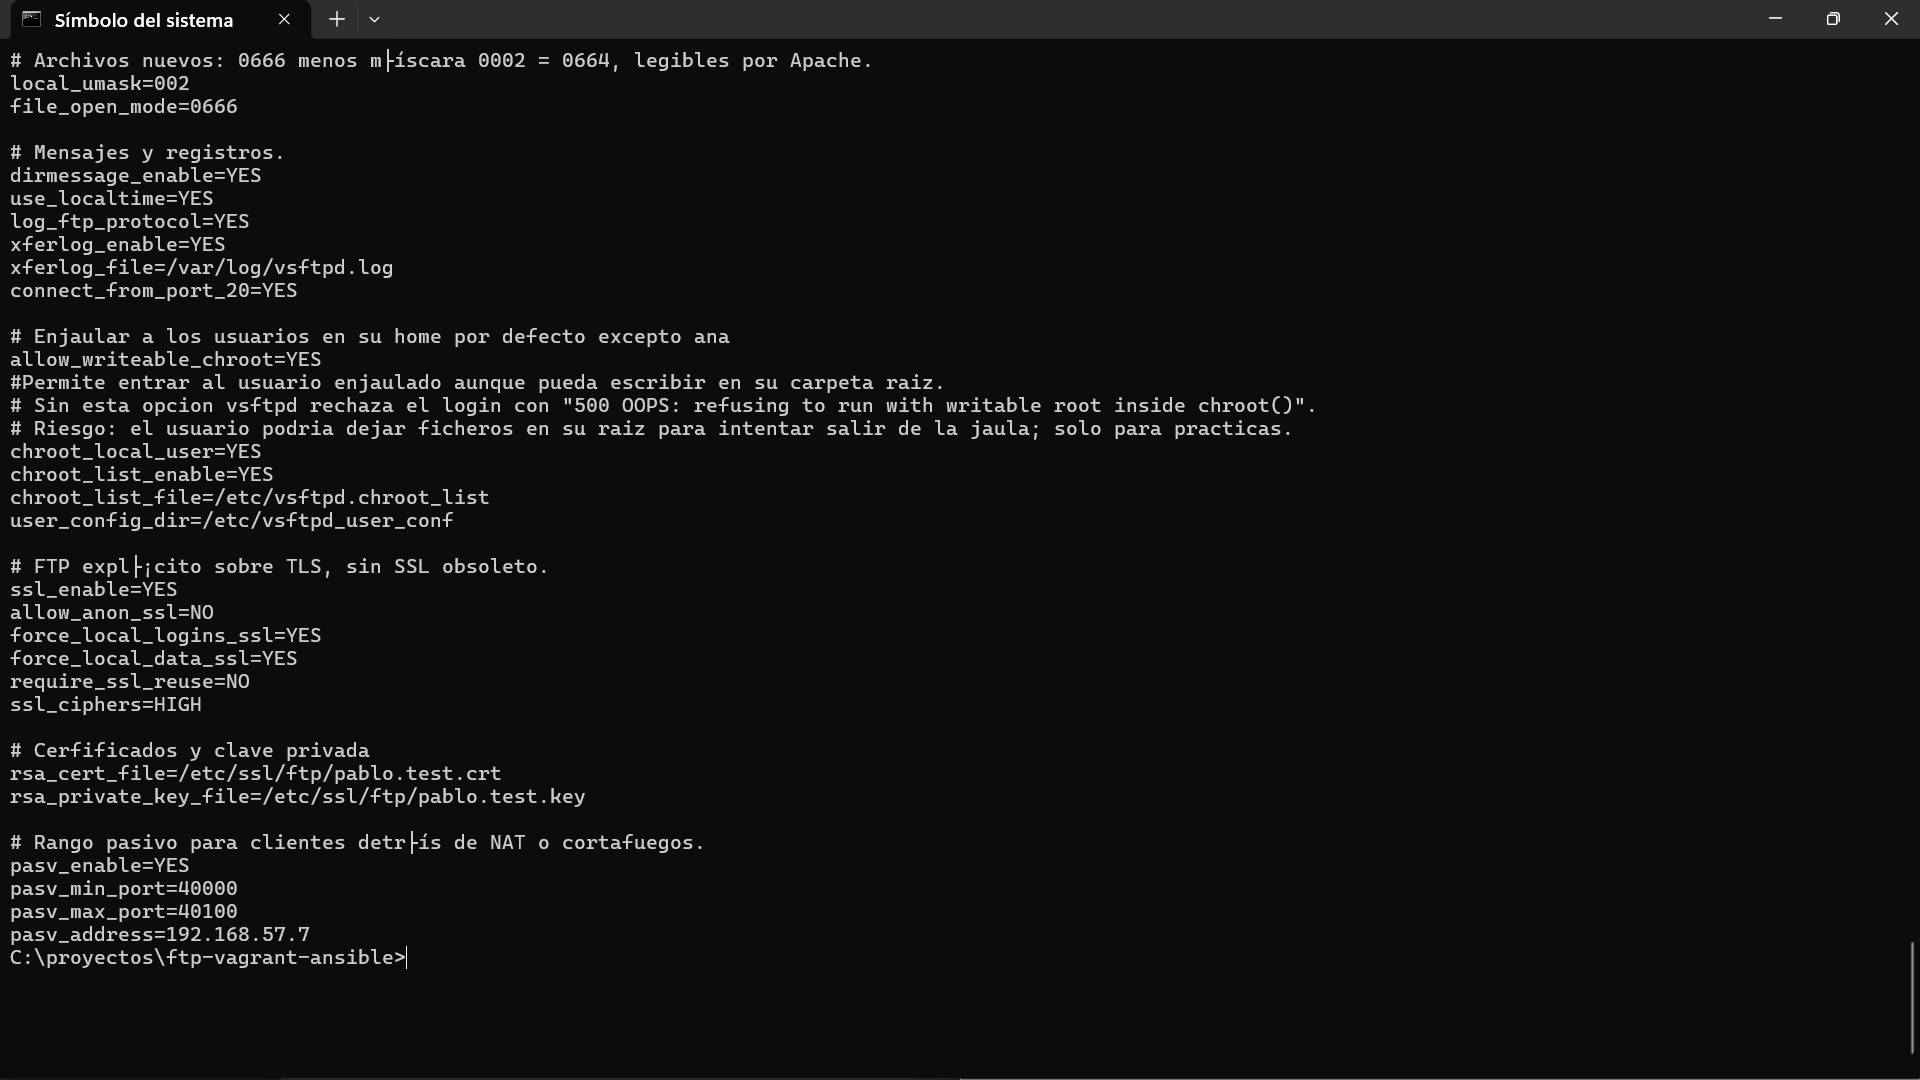 Símbolo del sistema
# Archivos nuevos: 0666 menos m├íscara 0002 = 0664, legibles por Apache.
local_umask=002
file_open_mode=0666
# Mensajes y registros.
dirmessage_enable=YES
use_localtime=YES
log_ftp_protocol=YES
xferlog_enable=YES
xferlog_file=/var/log/vsftpd.log
connect_from_port_20=YES
# Enjaular a los usuarios en su home por defecto excepto ana
allow_writeable_chroot=YES
#Permite entrar al usuario enjaulado aunque pueda escribir en su carpeta raiz.
# Sin esta opcion vsftpd rechaza el login con "500 OOPS: refusing to run with writable root inside chroot()".
# Riesgo: el usuario podria dejar ficheros en su raiz para intentar salir de la jaula; solo para practicas.
chroot_local_user=YES
chroot_list_enable=YES
chroot_list_file=/etc/vsftpd.chroot_list
user_config_dir=/etc/vsftpd_user_conf
# FTP expl├¡cito sobre TLS, sin SSL obsoleto.
ssl_enable=YES
allow_anon_ssl=NO
force_local_logins_ssl=YES
force_local_data_ssl=YES
require_ssl_reuse=NO
ssl_ciphers=HIGH
# Cerfificados y clave privada
rsa_cert_file=/etc/ssl/ftp/pablo.test.crt
rsa_private_key_file=/etc/ssl/ftp/pablo.test.key
# Rango pasivo para clientes detr├ís de NAT o cortafuegos.
pasv_enable=YES
pasv_min_port=40000
pasv_max_port=40100
pasv_address=192.168.57.7
C:\proyectos\ftp-vagrant-ansible>